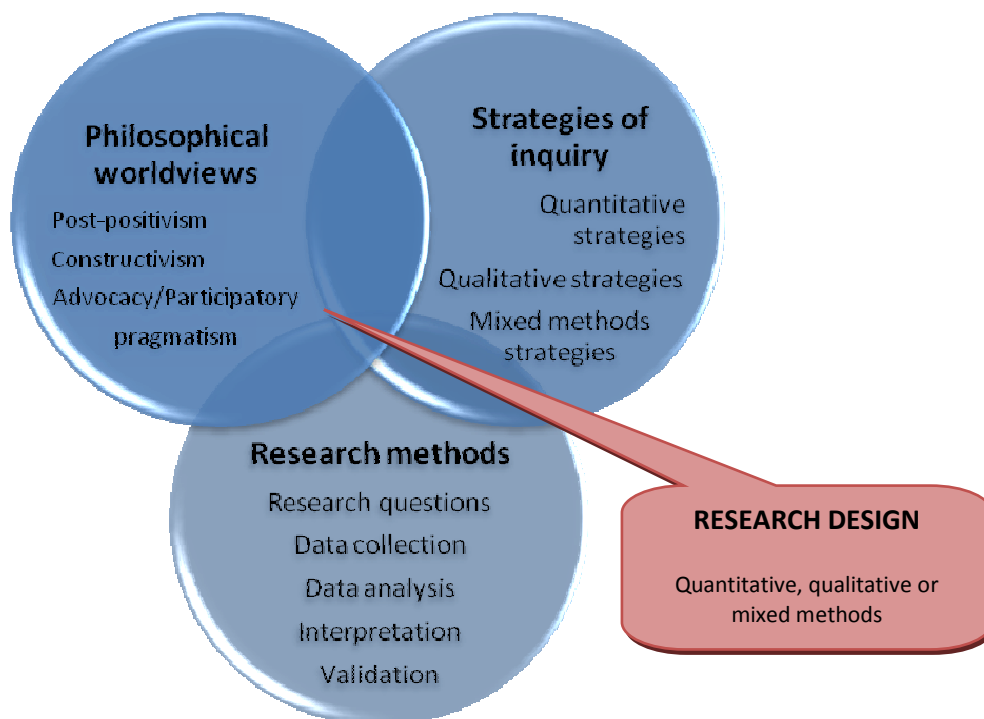 Philosophical
worldviews
Post-positivism
Constructivism
Advocacy/Participatory
pragmatism
Strategies of
inquiry
Quantitative
strategies
Qualitative strategies
Mixed methods
strategies
Research methods
Research questions
Data collection
Data analysis
Interpretation
Validation
RESEARCH DESIGN
Quantitative, qualitative or
mixed methods